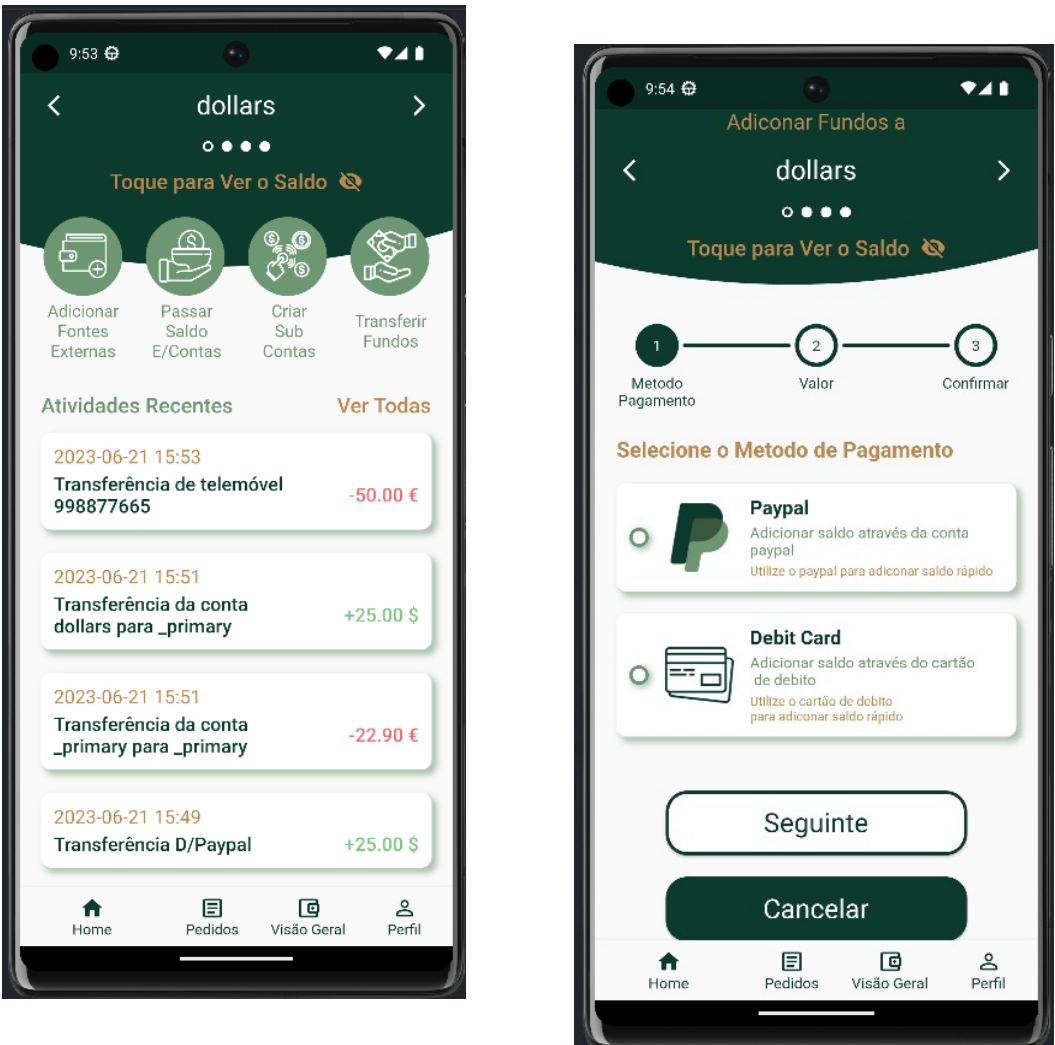 9:53
dollars
Toque para Ver o Saldo
Adicionar
Fontes
Externas
Passar
Saldo
E/Contas
Criar
Sub
Contas
Transferir
Fundos
Atividades Recentes
Ver Todas
2023-06-21 15:53
Transferência de telemóvel
998877665
-50.00 €
2023-06-21 15:51
Transferência da conta
dollars para _primary
+25.00 $
2023-06-21 15:51
Transferência da conta
_primary para _primary
-22.90 €
2023-06-21 15:49
Transferência D/Paypal
+25.00 $
Home
Pedidos
Visão Geral
Perfil
9:54
Adiconar Fundos a
dollars
Toque para Ver o Saldo
1
2
3
Metodo
Pagamento
Valor
Confirmar
Selecione o Metodo de Pagamento
Paypal
Adicionar saldo através da conta
paypal
Utilize o paypal para adiconar saldo rápido
Debit Card
Adicionar saldo através do cartão
de debito
Utilize o cartão de debito
para adiconar saldo rápido
Seguinte
Cancelar
Home
Pedidos
Visão Geral
Perfil